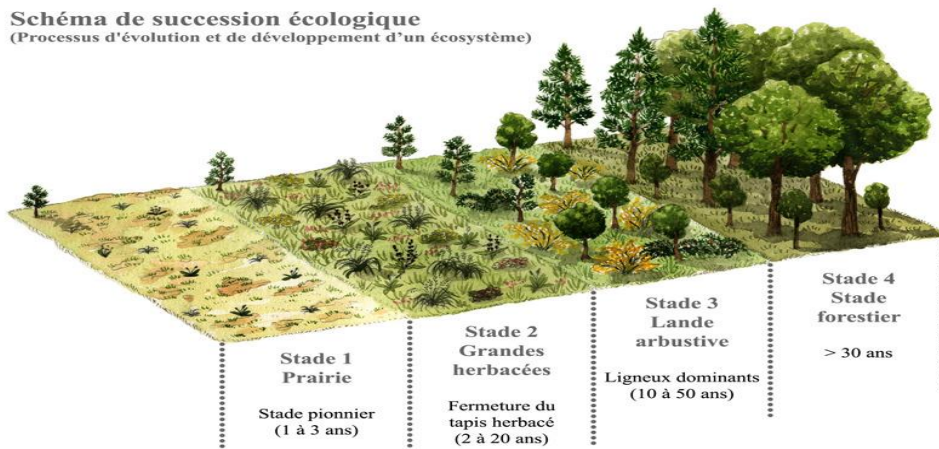 Schéma de succession écologique
(Processus d'évolution et de développement d'un écosystème)
Stade 1
Prairie
Stade pionnier
(1 à 3 ans)
Stade 2
Grandes
herbacées
Fermeture du
tapis herbacé
(2 à 20 ans)
Stade 3
Lande
arbustive
Ligneux dominants
(10 à 50 ans)
Stade 4
Stade
forestier
> 30 ans